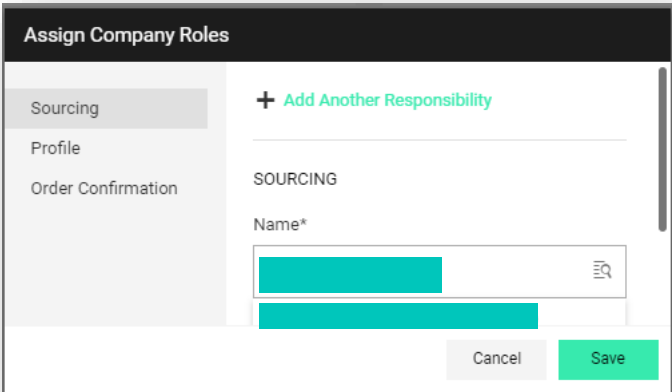 Assign Company Roles
Sourcing
Profile
Order Confirmation
+ Add Another Responsibility
SOURCING
Name*
Cancel
Save